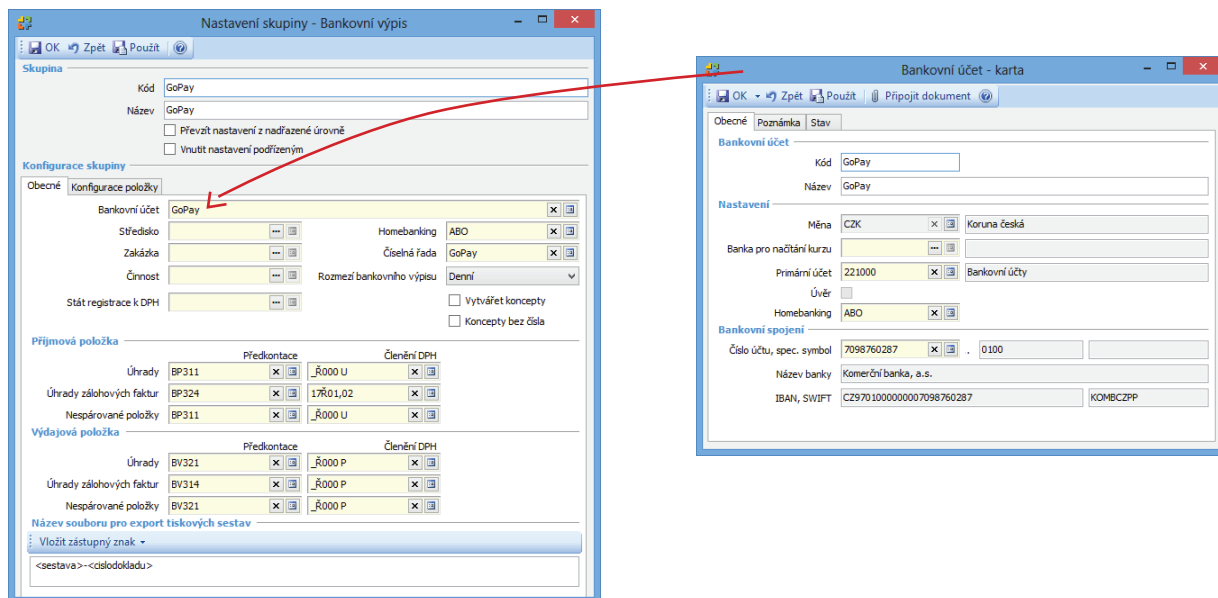 Nastavení skupiny - Bankovní výpis
OK Zpět Použít
Skupina
Kód GoPay
Název GoPay
Převzít nastavení z nadřazené úrovně
Vnutit nastavení podřízeným
Konfigurace skupiny
Obecné Konfigurace položky
Bankovní účet GoPay
Středisko Homebanking ABO
Zakázka Číselná řada GoPay
Činnost Rozmezí bankovního výpisu Denní
Stát registrace k DPH Vytvářet koncepty
Koncepty bez čísla
Příjmová položka
Předkontace Členění DPH
Úhrady BP311 _Ř000 U
Úhrady zálohových faktur BP324 17Ř01,02
Nespárované položky BP311 _Ř000 U
Výdajová položka
Předkontace Členění DPH
Úhrady BV321 _Ř000 P
Úhrady zálohových faktur BV314 _Ř000 P
Nespárované položky BV321 _Ř000 P
Název souboru pro export tiskových sestav
Vložit zástupný znak
<sestava>-<cislodokladu>
Bankovní účet - karta
OK Zpět Použít Připojit dokument
Obecné Poznámka Stav
Bankovní účet
Kód GoPay
Název GoPay
Nastavení
Měna CZK Koruna česká
Banka pro načítání kurzu
Primární účet 221000 Bankovní účty
Úvěr
Homebanking ABO
Bankovní spojení
Číslo účtu, spec. symbol 7098760287 . 0100
Název banky Komerční banka, a.s.
IBAN, SWIFT CZ9701000000007098760287 KOMBCZPP